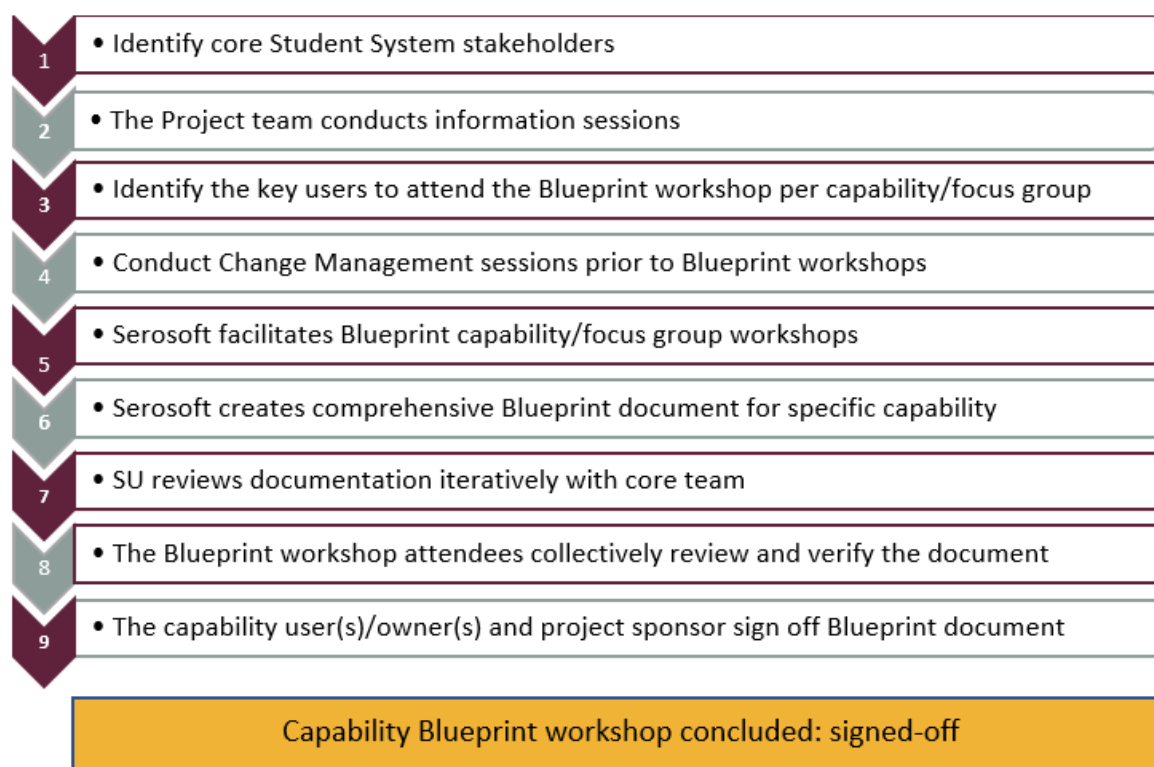 1 • Identify core Student System stakeholders
2 • The Project team conducts information sessions
3 • Identify the key users to attend the Blueprint workshop per capability/focus group
4 • Conduct Change Management sessions prior to Blueprint workshops
5 • Serosoft facilitates Blueprint capability/focus group workshops
6 • Serosoft creates comprehensive Blueprint document for specific capability
7 • SU reviews documentation iteratively with core team
8 • The Blueprint workshop attendees collectively review and verify the document
9 • The capability user(s)/owner(s) and project sponsor sign off Blueprint document
Capability Blueprint workshop concluded: signed-off